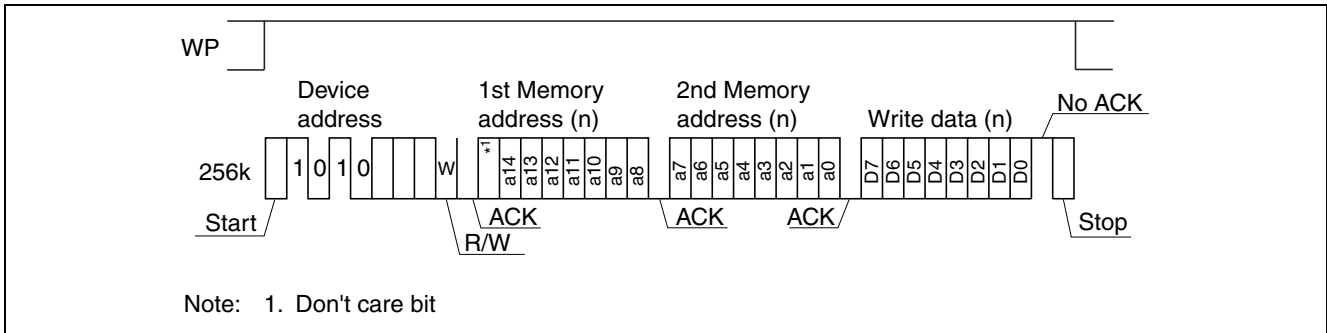 WP
Device
address
1st Memory
address (n)
2nd Memory
address (n)
Write data (n)
No ACK
256k
1 0 1 0
W
*1
a14
a13
a12
a11
a10
a9
a8
a7
a6
a5
a4
a3
a2
a1
a0
D7
D6
D5
D4
D3
D2
D1
D0
Start
R/W
ACK
ACK
ACK
Stop
Note: 1. Don't care bit